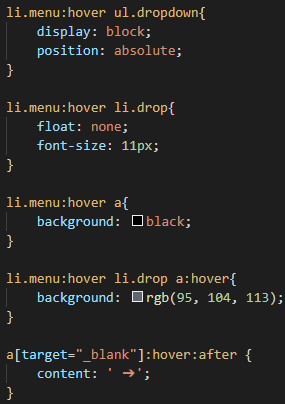 li.menu:hover ul.dropdown{
    display: block;
    position: absolute;
}

li.menu:hover li.drop{
    float: none;
    font-size: 11px;
}

li.menu:hover a{
    background: black;
}

li.menu:hover li.drop a:hover{
    background: rgb(95, 104, 113);
}

a[target="_blank"]:hover:after {
    content: ' ➔';
}